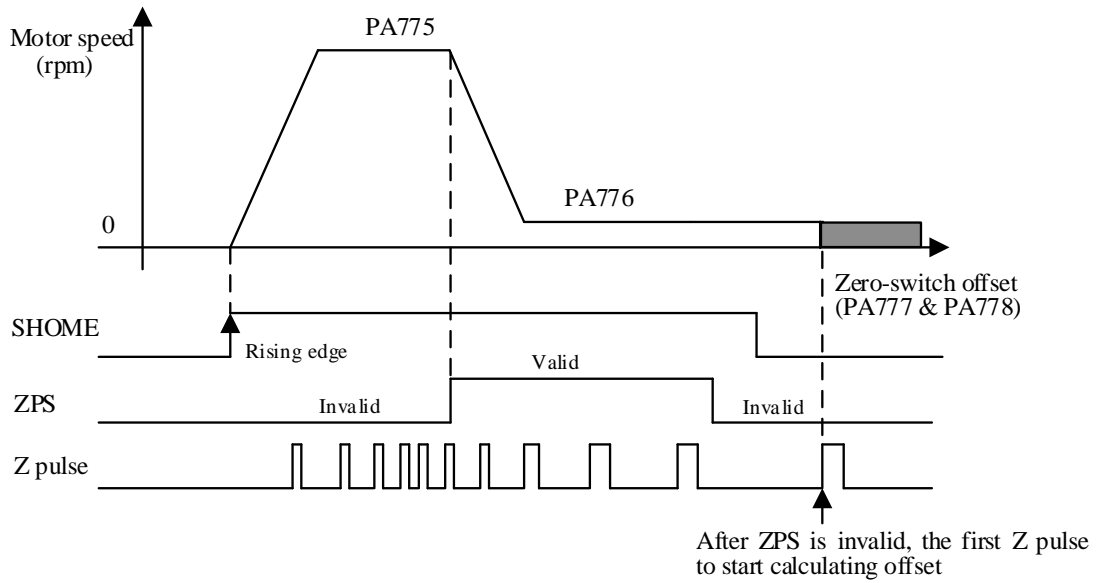 PA775
Motor speed
(rpm)
PA776
0
Zero-switch offset
(PA777 & PA778)
SHOME
Rising edge
Valid
ZPS
Invalid
Invalid
Z pulse
After ZPS is invalid, the first Z pulse
to start calculating offset